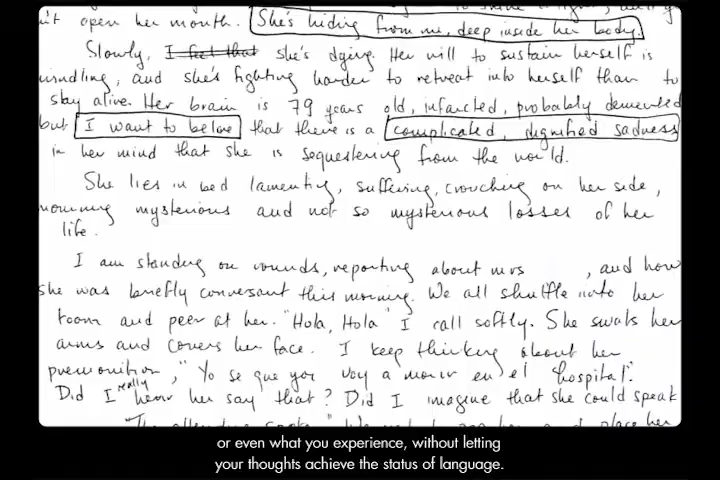 n't open her mouth. She's hiding from me, deep inside her body.
Slowly, I feel that she's dying. Her will to sustain herself is
windling, and she's fighting harder to retreat into herself than to
stay alive. Her brain is 79 years old, infarcted, probably demented
but I want to believe that there is a complicated, dignified sadness
in her mind that she is sequestering from the world.
She lies in bed lamenting, suffering, crouching on her side,
mourning mysterious and not so mysterious losses of her
life.
I am standing on rounds, reporting about mrs , and how
she was briefly conversant this morning. We all shuffle into her
room and peer at her. "Hola, Hola" I call softly. She swats her
arms and covers her face. I keep thinking about her
premonition, "Yo se que yo voy a morir en el hospital".
Did I really hear her say that? Did I imagine that she could speak
place her
or even what you experience, without letting
your thoughts achieve the status of language.